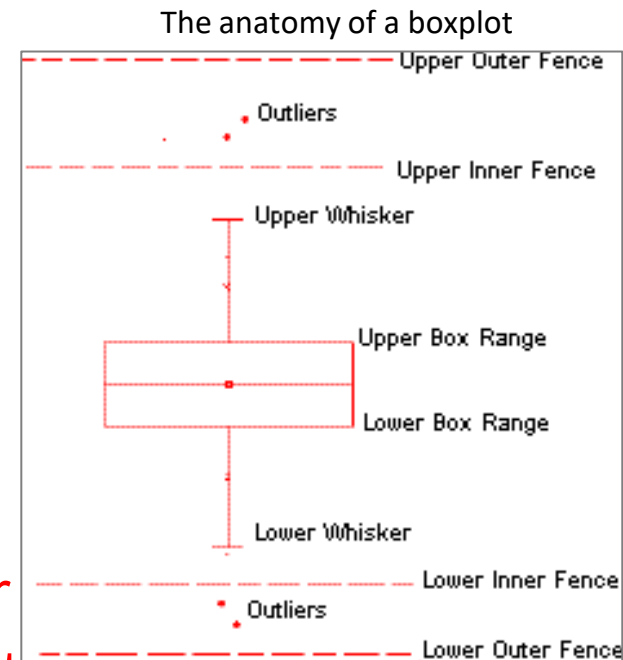 The anatomy of a boxplot
Upper Outer Fence
Outliers
Upper Inner Fence
Upper Whisker
Upper Box Range
Lower Box Range
Lower Whisker
Lower Inner Fence
Outliers
Lower Outer Fence